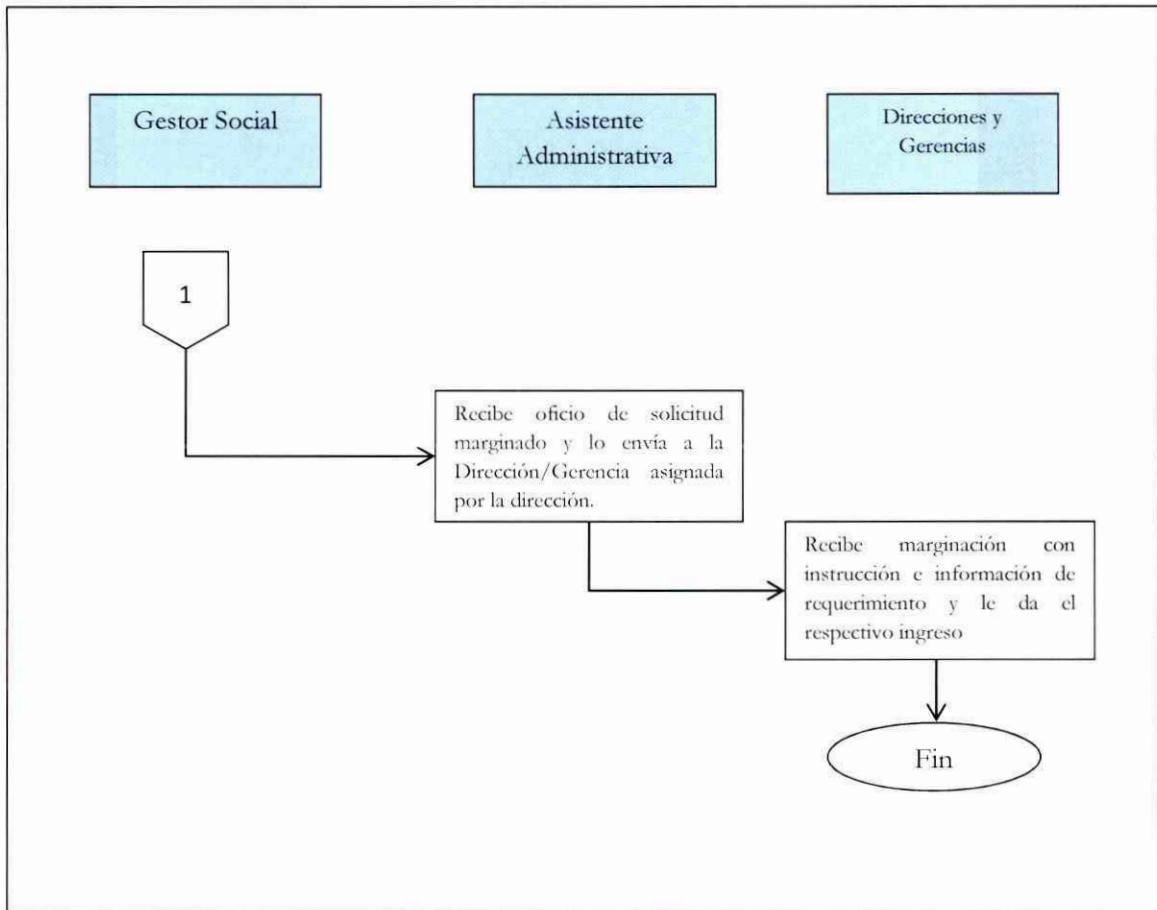 Gestor Social
Asistente
Administrativa
Direcciones y
Gerencias
1
Recibe oficio de solicitud
marginado y lo envía a la
Dirección/Gerencia asignada
por la dirección.
Recibe marginación con
instrucción e información de
requerimiento y le da el
respectivo ingreso
Fin